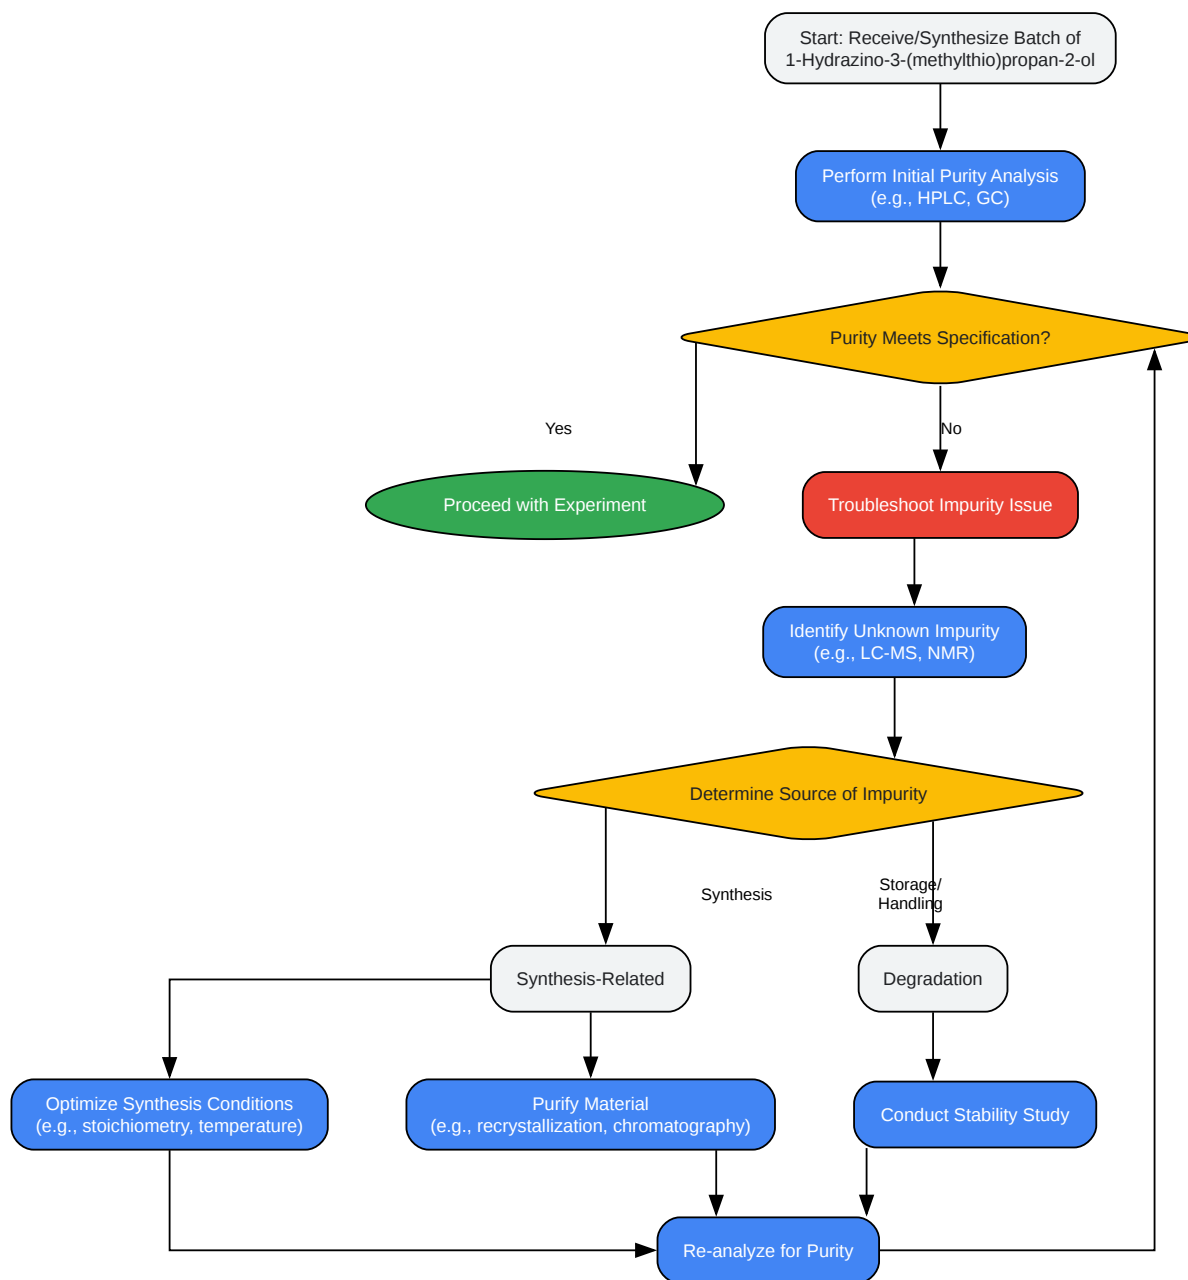 Start: Receive/Synthesize Batch of
1-Hydrazino-3-(methylthio)propan-2-ol
Perform Initial Purity Analysis
(e.g., HPLC, GC)
Purity Meets Specification?
Yes
No
Proceed with Experiment
Troubleshoot Impurity Issue
Identify Unknown Impurity
(e.g., LC-MS, NMR)
Determine Source of Impurity
Synthesis
Storage/
Handling
Synthesis-Related
Degradation
Optimize Synthesis Conditions
(e.g., stoichiometry, temperature)
Purify Material
(e.g., recrystallization, chromatography)
Conduct Stability Study
Re-analyze for Purity